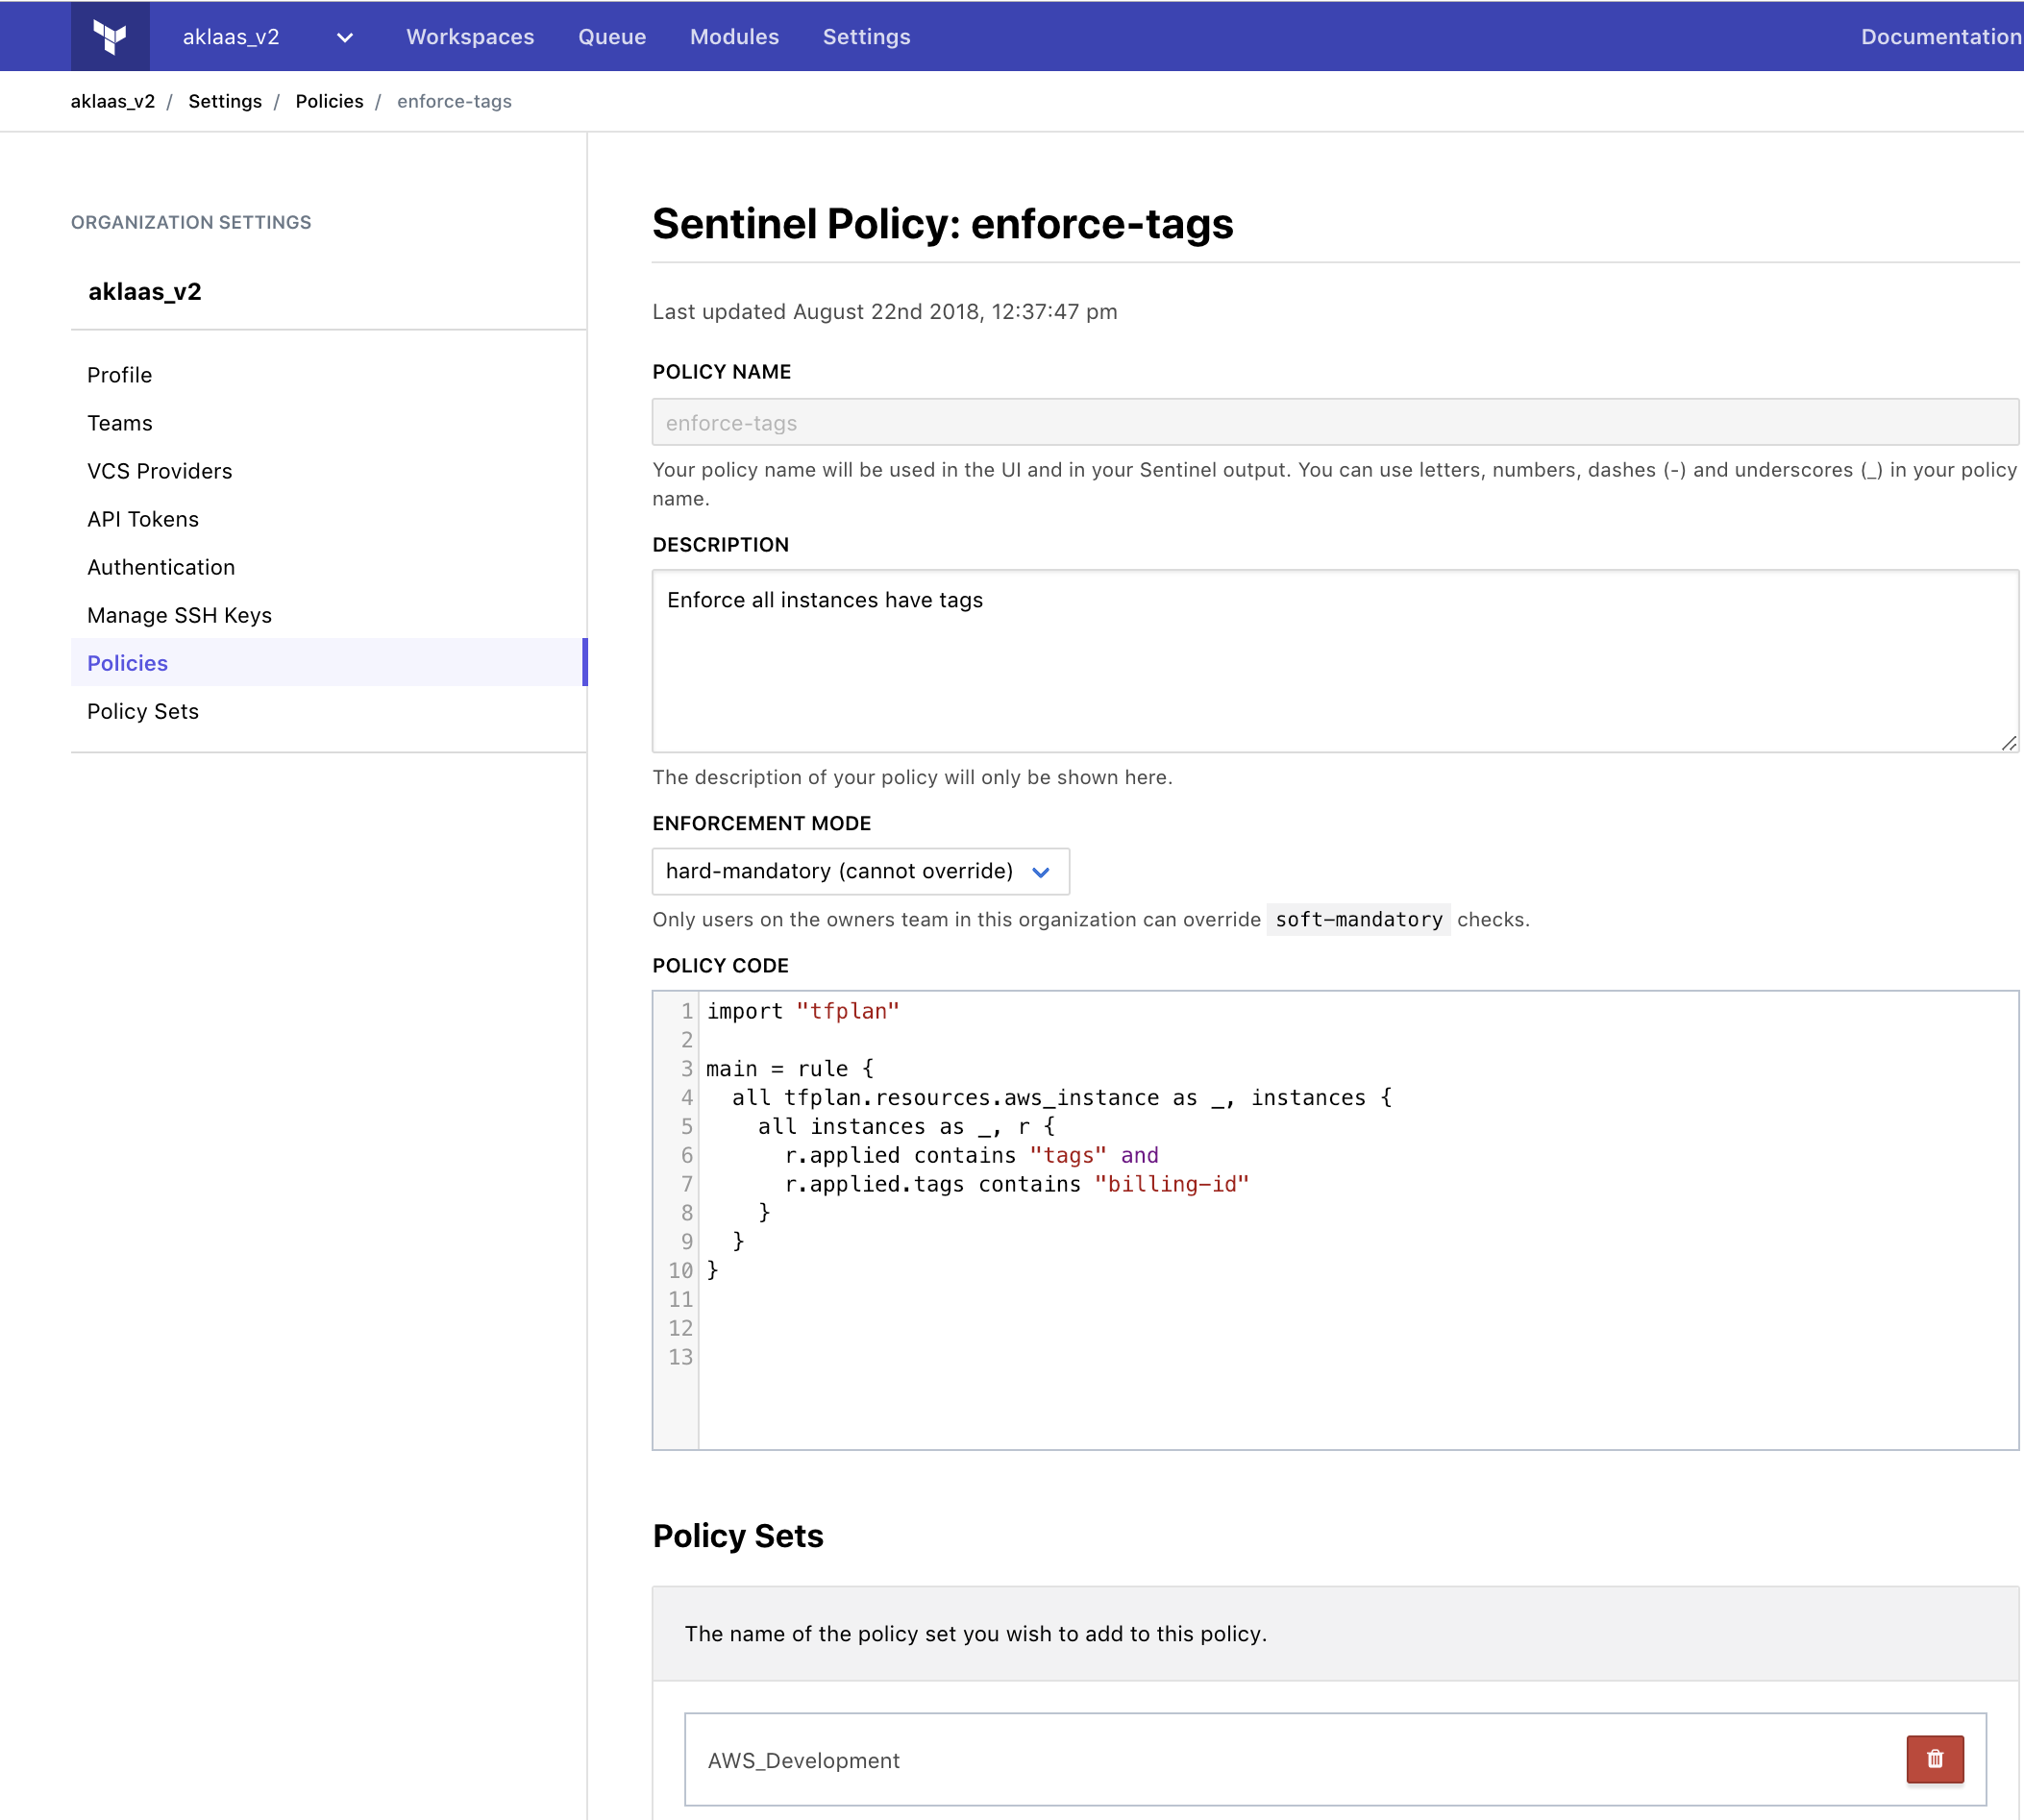 aklaas_v2 Workspaces Queue Modules Settings Documentation
aklaas_v2 / Settings / Policies / enforce-tags
ORGANIZATION SETTINGS
aklaas_v2
Profile
Teams
VCS Providers
API Tokens
Authentication
Manage SSH Keys
Policies
Policy Sets
Sentinel Policy: enforce-tags
Last updated August 22nd 2018, 12:37:47 pm
POLICY NAME
enforce-tags
Your policy name will be used in the UI and in your Sentinel output. You can use letters, numbers, dashes (-) and underscores (_) in your policy
name.
DESCRIPTION
Enforce all instances have tags
The description of your policy will only be shown here.
ENFORCEMENT MODE
hard-mandatory (cannot override)
Only users on the owners team in this organization can override soft-mandatory checks.
POLICY CODE
1 import "tfplan"
2
3 main = rule {
4   all tfplan.resources.aws_instance as _, instances {
5     all instances as _, r {
6       r.applied contains "tags" and
7       r.applied.tags contains "billing-id"
8     }
9   }
10 }
11
12
13
Policy Sets
The name of the policy set you wish to add to this policy.
AWS_Development